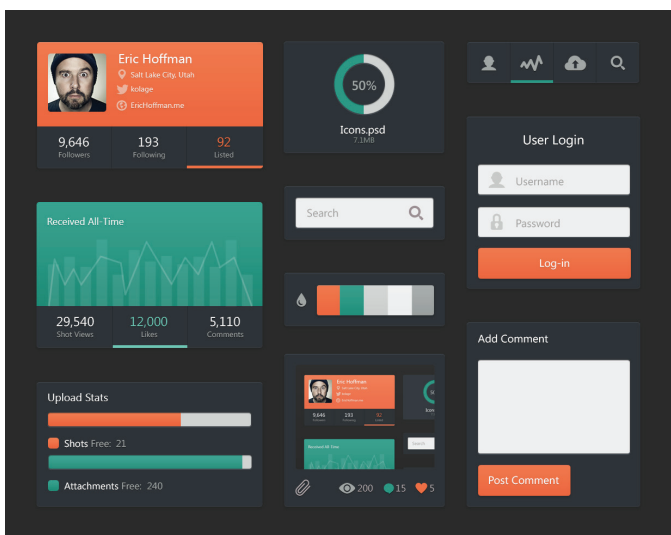 Eric Hoffman
Salt Lake City, Utah
kolage
EricHoffman.me
9,646
Followers
193
Following
92
Listed
Received All-Time
29,540
Shot Views
12,000
Likes
5,110
Comments
Upload Stats
Shots Free: 21
Attachments Free: 240
50%
Icons.psd
7.1MB
Search
Eric Hoffman
9,646
193
92
Received All-Time
Search
200
15
5
User Login
Username
Password
Log-in
Add Comment
Post Comment